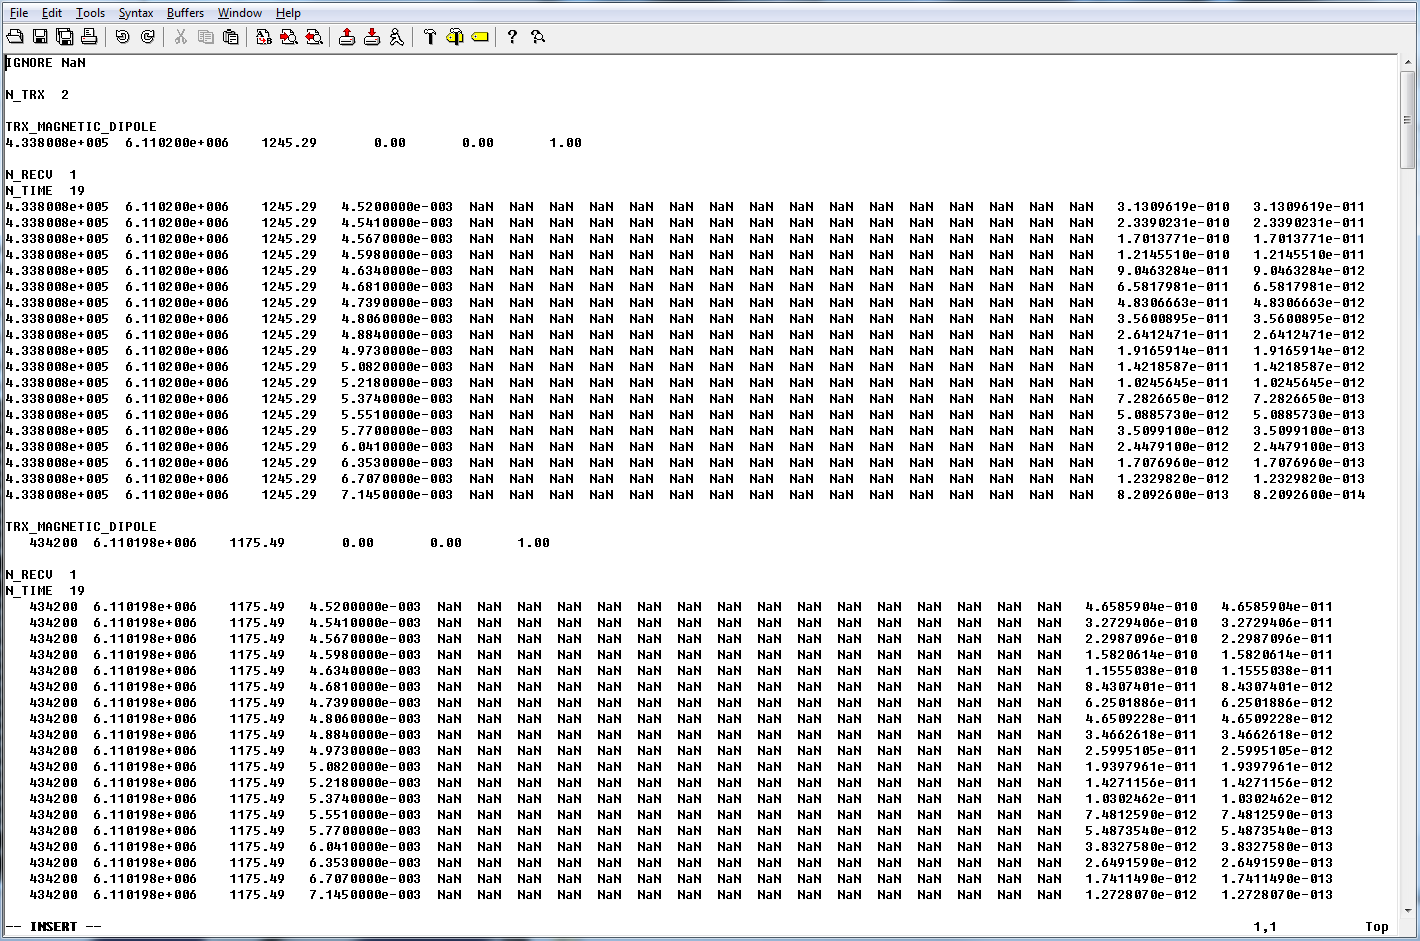 File Edit Tools Syntax Buffers Window Help
IGNORE NaN
N_TRX 2
TRX_MAGNETIC_DIPOLE
4.338008e+005 6.110200e+006 1245.29 0.00 0.00 1.00
N_RECV 1
N_TIME 19
4.338008e+005 6.110200e+006 1245.29 4.5200000e-003 NaN NaN NaN NaN NaN NaN NaN NaN NaN NaN NaN NaN NaN NaN NaN NaN 3.1309619e-010 3.1309619e-011
4.338008e+005 6.110200e+006 1245.29 4.5410000e-003 NaN NaN NaN NaN NaN NaN NaN NaN NaN NaN NaN NaN NaN NaN NaN NaN 2.3390231e-010 2.3390231e-011
4.338008e+005 6.110200e+006 1245.29 4.5670000e-003 NaN NaN NaN NaN NaN NaN NaN NaN NaN NaN NaN NaN NaN NaN NaN NaN 1.7013771e-010 1.7013771e-011
4.338008e+005 6.110200e+006 1245.29 4.5980000e-003 NaN NaN NaN NaN NaN NaN NaN NaN NaN NaN NaN NaN NaN NaN NaN NaN 1.2145510e-010 1.2145510e-011
4.338008e+005 6.110200e+006 1245.29 4.6340000e-003 NaN NaN NaN NaN NaN NaN NaN NaN NaN NaN NaN NaN NaN NaN NaN NaN 9.0463284e-011 9.0463284e-012
4.338008e+005 6.110200e+006 1245.29 4.6810000e-003 NaN NaN NaN NaN NaN NaN NaN NaN NaN NaN NaN NaN NaN NaN NaN NaN 6.5817981e-011 6.5817981e-012
4.338008e+005 6.110200e+006 1245.29 4.7390000e-003 NaN NaN NaN NaN NaN NaN NaN NaN NaN NaN NaN NaN NaN NaN NaN NaN 4.8306663e-011 4.8306663e-012
4.338008e+005 6.110200e+006 1245.29 4.8060000e-003 NaN NaN NaN NaN NaN NaN NaN NaN NaN NaN NaN NaN NaN NaN NaN NaN 3.5600895e-011 3.5600895e-012
4.338008e+005 6.110200e+006 1245.29 4.8840000e-003 NaN NaN NaN NaN NaN NaN NaN NaN NaN NaN NaN NaN NaN NaN NaN NaN 2.6412471e-011 2.6412471e-012
4.338008e+005 6.110200e+006 1245.29 4.9730000e-003 NaN NaN NaN NaN NaN NaN NaN NaN NaN NaN NaN NaN NaN NaN NaN NaN 1.9165914e-011 1.9165914e-012
4.338008e+005 6.110200e+006 1245.29 5.0820000e-003 NaN NaN NaN NaN NaN NaN NaN NaN NaN NaN NaN NaN NaN NaN NaN NaN 1.4218587e-011 1.4218587e-012
4.338008e+005 6.110200e+006 1245.29 5.2180000e-003 NaN NaN NaN NaN NaN NaN NaN NaN NaN NaN NaN NaN NaN NaN NaN NaN 1.0245645e-011 1.0245645e-012
4.338008e+005 6.110200e+006 1245.29 5.3740000e-003 NaN NaN NaN NaN NaN NaN NaN NaN NaN NaN NaN NaN NaN NaN NaN NaN 7.2826650e-012 7.2826650e-013
4.338008e+005 6.110200e+006 1245.29 5.5510000e-003 NaN NaN NaN NaN NaN NaN NaN NaN NaN NaN NaN NaN NaN NaN NaN NaN 5.0885730e-012 5.0885730e-013
4.338008e+005 6.110200e+006 1245.29 5.7700000e-003 NaN NaN NaN NaN NaN NaN NaN NaN NaN NaN NaN NaN NaN NaN NaN NaN 3.5099100e-012 3.5099100e-013
4.338008e+005 6.110200e+006 1245.29 6.0410000e-003 NaN NaN NaN NaN NaN NaN NaN NaN NaN NaN NaN NaN NaN NaN NaN NaN 2.4479100e-012 2.4479100e-013
4.338008e+005 6.110200e+006 1245.29 6.3530000e-003 NaN NaN NaN NaN NaN NaN NaN NaN NaN NaN NaN NaN NaN NaN NaN NaN 1.7076960e-012 1.7076960e-013
4.338008e+005 6.110200e+006 1245.29 6.7070000e-003 NaN NaN NaN NaN NaN NaN NaN NaN NaN NaN NaN NaN NaN NaN NaN NaN 1.2329820e-012 1.2329820e-013
4.338008e+005 6.110200e+006 1245.29 7.1450000e-003 NaN NaN NaN NaN NaN NaN NaN NaN NaN NaN NaN NaN NaN NaN NaN NaN 8.2092600e-013 8.2092600e-014
TRX_MAGNETIC_DIPOLE
434200 6.110198e+006 1175.49 0.00 0.00 1.00
N_RECV 1
N_TIME 19
434200 6.110198e+006 1175.49 4.5200000e-003 NaN NaN NaN NaN NaN NaN NaN NaN NaN NaN NaN NaN NaN NaN NaN NaN 4.6585904e-010 4.6585904e-011
434200 6.110198e+006 1175.49 4.5410000e-003 NaN NaN NaN NaN NaN NaN NaN NaN NaN NaN NaN NaN NaN NaN NaN NaN 3.2729406e-010 3.2729406e-011
434200 6.110198e+006 1175.49 4.5670000e-003 NaN NaN NaN NaN NaN NaN NaN NaN NaN NaN NaN NaN NaN NaN NaN NaN 2.2987096e-010 2.2987096e-011
434200 6.110198e+006 1175.49 4.5980000e-003 NaN NaN NaN NaN NaN NaN NaN NaN NaN NaN NaN NaN NaN NaN NaN NaN 1.5820614e-010 1.5820614e-011
434200 6.110198e+006 1175.49 4.6340000e-003 NaN NaN NaN NaN NaN NaN NaN NaN NaN NaN NaN NaN NaN NaN NaN NaN 1.1555038e-010 1.1555038e-011
434200 6.110198e+006 1175.49 4.6810000e-003 NaN NaN NaN NaN NaN NaN NaN NaN NaN NaN NaN NaN NaN NaN NaN NaN 8.4307401e-011 8.4307401e-012
434200 6.110198e+006 1175.49 4.7390000e-003 NaN NaN NaN NaN NaN NaN NaN NaN NaN NaN NaN NaN NaN NaN NaN NaN 6.2501886e-011 6.2501886e-012
434200 6.110198e+006 1175.49 4.8060000e-003 NaN NaN NaN NaN NaN NaN NaN NaN NaN NaN NaN NaN NaN NaN NaN NaN 4.6509228e-011 4.6509228e-012
434200 6.110198e+006 1175.49 4.8840000e-003 NaN NaN NaN NaN NaN NaN NaN NaN NaN NaN NaN NaN NaN NaN NaN NaN 3.4662618e-011 3.4662618e-012
434200 6.110198e+006 1175.49 4.9730000e-003 NaN NaN NaN NaN NaN NaN NaN NaN NaN NaN NaN NaN NaN NaN NaN NaN 2.5995105e-011 2.5995105e-012
434200 6.110198e+006 1175.49 5.0820000e-003 NaN NaN NaN NaN NaN NaN NaN NaN NaN NaN NaN NaN NaN NaN NaN NaN 1.9397961e-011 1.9397961e-012
434200 6.110198e+006 1175.49 5.2180000e-003 NaN NaN NaN NaN NaN NaN NaN NaN NaN NaN NaN NaN NaN NaN NaN NaN 1.4271156e-011 1.4271156e-012
434200 6.110198e+006 1175.49 5.3740000e-003 NaN NaN NaN NaN NaN NaN NaN NaN NaN NaN NaN NaN NaN NaN NaN NaN 1.0302462e-011 1.0302462e-012
434200 6.110198e+006 1175.49 5.5510000e-003 NaN NaN NaN NaN NaN NaN NaN NaN NaN NaN NaN NaN NaN NaN NaN NaN 7.4812590e-012 7.4812590e-013
434200 6.110198e+006 1175.49 5.7700000e-003 NaN NaN NaN NaN NaN NaN NaN NaN NaN NaN NaN NaN NaN NaN NaN NaN 5.4873540e-012 5.4873540e-013
434200 6.110198e+006 1175.49 6.0410000e-003 NaN NaN NaN NaN NaN NaN NaN NaN NaN NaN NaN NaN NaN NaN NaN NaN 3.8327580e-012 3.8327580e-013
434200 6.110198e+006 1175.49 6.3530000e-003 NaN NaN NaN NaN NaN NaN NaN NaN NaN NaN NaN NaN NaN NaN NaN NaN 2.6491590e-012 2.6491590e-013
434200 6.110198e+006 1175.49 6.7070000e-003 NaN NaN NaN NaN NaN NaN NaN NaN NaN NaN NaN NaN NaN NaN NaN NaN 1.7411490e-012 1.7411490e-013
434200 6.110198e+006 1175.49 7.1450000e-003 NaN NaN NaN NaN NaN NaN NaN NaN NaN NaN NaN NaN NaN NaN NaN NaN 1.2728070e-012 1.2728070e-013
-- INSERT -- 1,1 Top